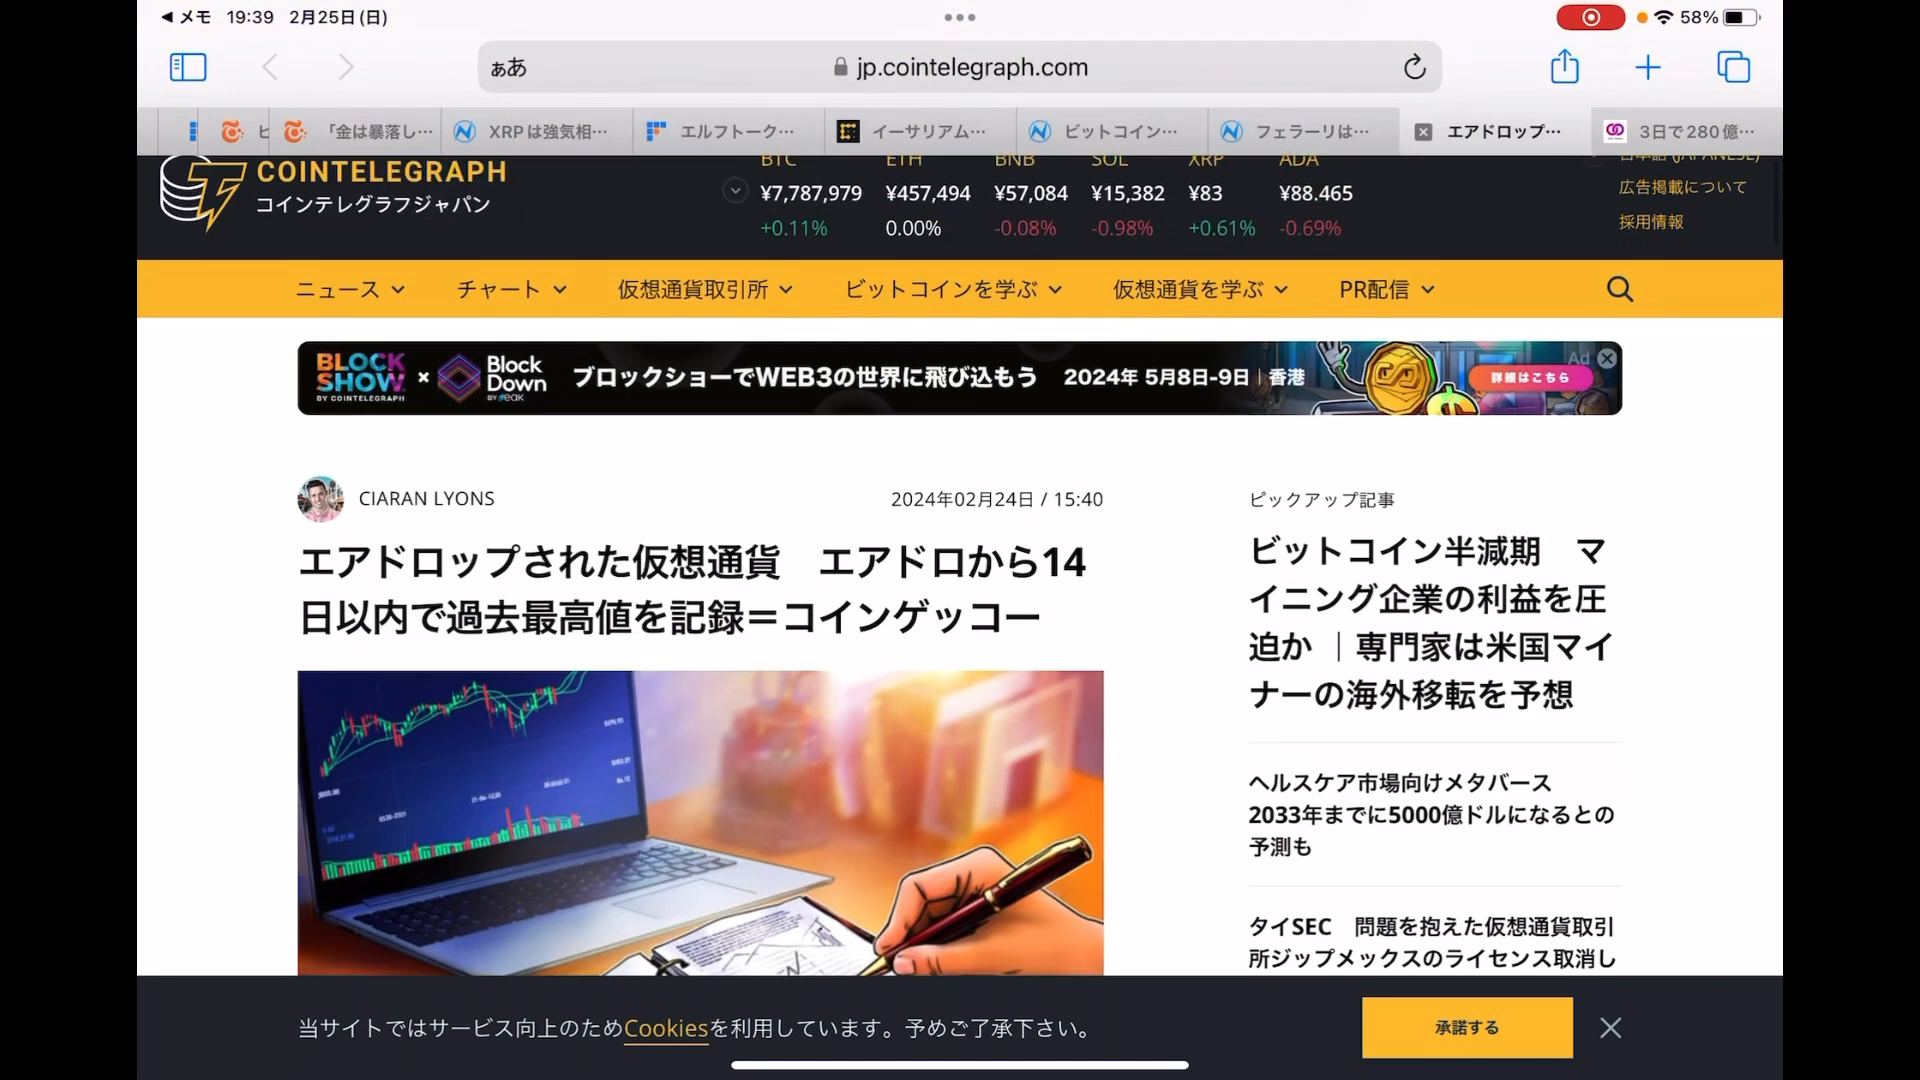 メモ 19:39 2月25日(日)
58%
ぁあ
jp.cointelegraph.com
ヒ
「金は暴落し…
XRPは強気相…
エルフトーク…
イーサリアム…
ビットコイン…
フェラーリは…
エアドロップ…
3日で280億…
COINTELEGRAPH
コインテレグラフジャパン
BTC ETH BNB SOL XRP ADA
¥7,787,979 ¥457,494 ¥57,084 ¥15,382 ¥83 ¥88.465
+0.11% 0.00% -0.08% -0.98% +0.61% -0.69%
日本語 (JAPANESE)
広告掲載について
採用情報
ニュース チャート 仮想通貨取引所 ビットコインを学ぶ 仮想通貨を学ぶ PR配信
BLOCK SHOW BY COINTELEGRAPH × Block Down ブロックショーでWEB3の世界に飛び込もう 2024年 5月8日-9日 | 香港 詳細はこちら Ad
CIARAN LYONS
2024年02月24日 / 15:40
エアドロップされた仮想通貨　エアドロから14
日以内で過去最高値を記録＝コインゲッコー
ピックアップ記事
ビットコイン半減期　マ
イニング企業の利益を圧
迫か ｜専門家は米国マイ
ナーの海外移転を予想
ヘルスケア市場向けメタバース
2033年までに5000億ドルになるとの
予測も
タイSEC　問題を抱えた仮想通貨取引
所ジップメックスのライセンス取消し
当サイトではサービス向上のためCookiesを利用しています。予めご了承下さい。
承諾する